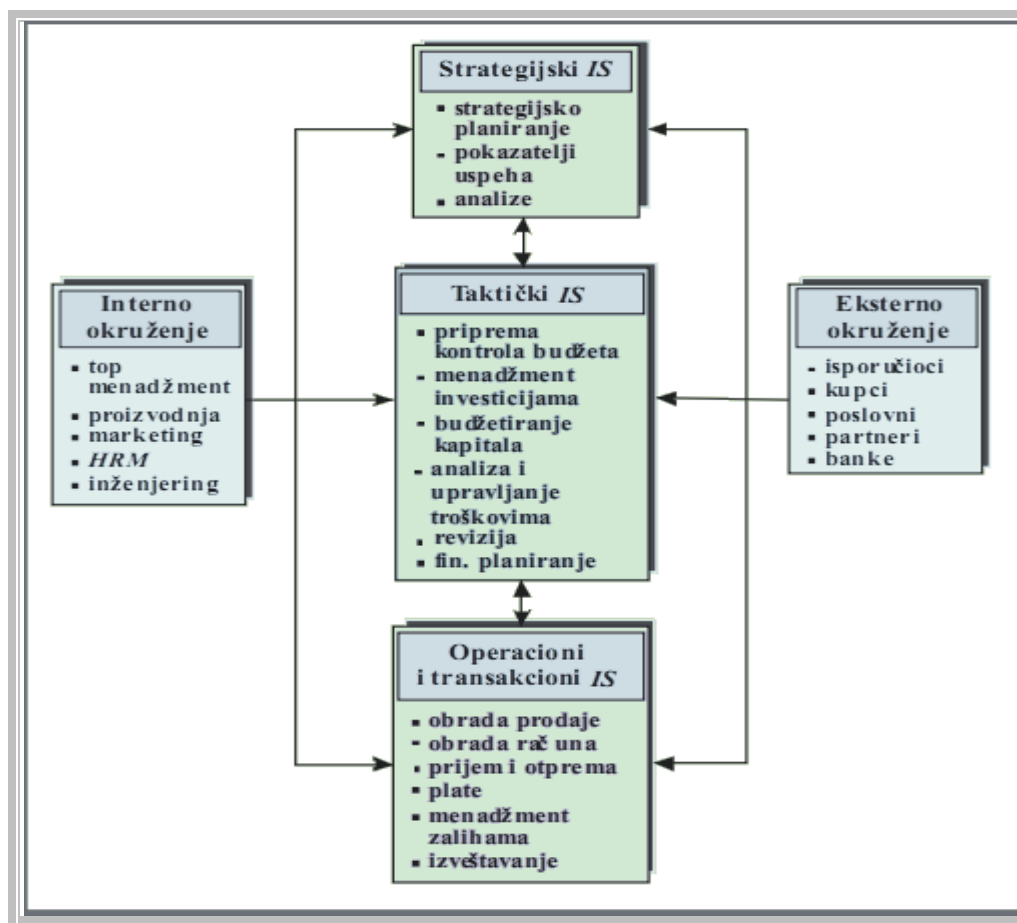 Strategijski IS
▪ strategijsko
planiranje
- pokazatelji
uspeha
▪ analize
Interno
okruženje
▪ top
menadžment
▪ proizvodnja
▪ marketing
▪ HRM
▪ inženjering
Taktički IS
▪ priprema
kontrola budžeta
- menadžment
investicijama
- budžetiranje
kapitala
- analiza i
upravljanje
troškovima
▪ revizija
▪ fin. planiranje
Eksterno
okruženje
- isporučioci
▪ kupci
▪ poslovni
▪ partneri
▪ banke
Operacioni
i transakcioni IS
▪ obrada prodaje
- obrada računa
▪ prijem i otprema
▪ plate
▪ menadžment
zalihama
▪ izveštavanje